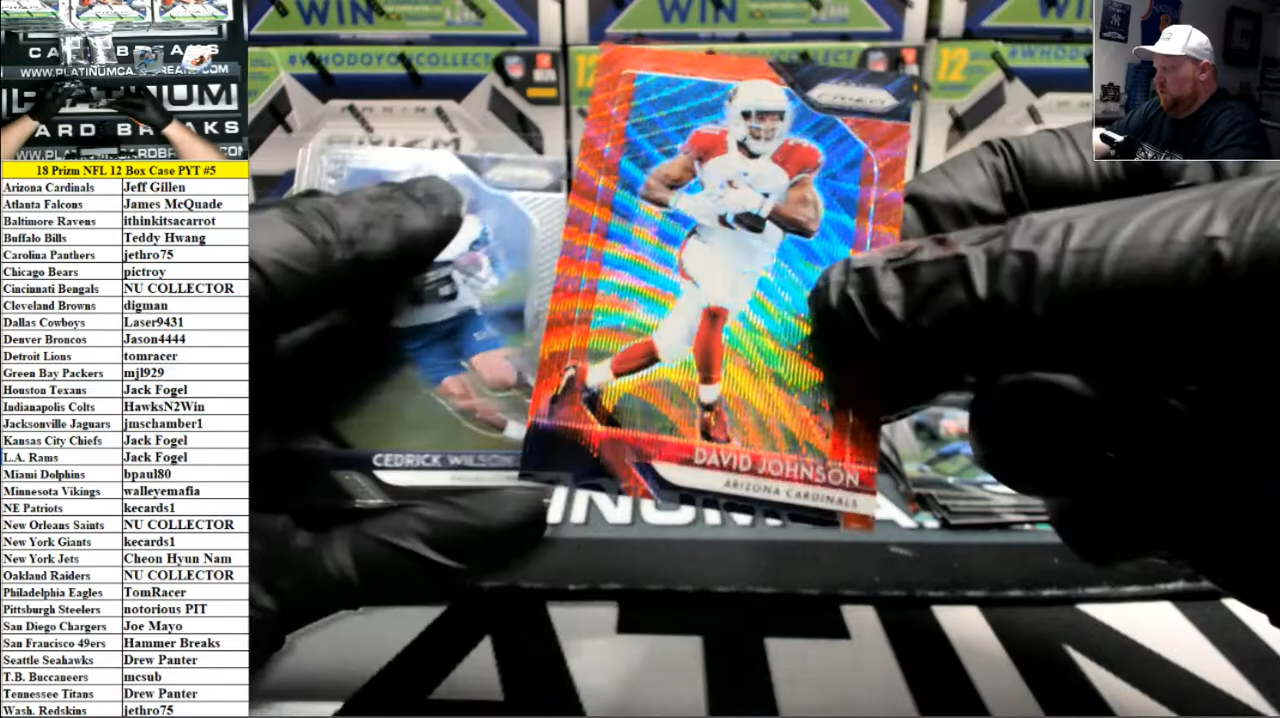 CARD BREAKS
WWW.PLATINUMCARDBREAKS.COM
PLATINUM
CARD BREAKS
WWW.PLATINUMCARDBREAKS.COM
18 Prizm NFL 12 Box Case PYT #5
Arizona Cardinals Jeff Gillen
Atlanta Falcons James McQuade
Baltimore Ravens ithinkitsacarrot
Buffalo Bills Teddy Hwang
Carolina Panthers jethro75
Chicago Bears pictroy
Cincinnati Bengals NU COLLECTOR
Cleveland Browns digman
Dallas Cowboys Laser9431
Denver Broncos Jason4444
Detroit Lions tomracer
Green Bay Packers mjl929
Houston Texans Jack Fogel
Indianapolis Colts HawksN2Win
Jacksonville Jaguars jmschamber1
Kansas City Chiefs Jack Fogel
L.A. Rams Jack Fogel
Miami Dolphins bpaul80
Minnesota Vikings walleyemafia
NE Patriots kecards1
New Orleans Saints NU COLLECTOR
New York Giants kecards1
New York Jets Cheon Hyun Nam
Oakland Raiders NU COLLECTOR
Philadelphia Eagles TomRacer
Pittsburgh Steelers notorious PIT
San Diego Chargers Joe Mayo
San Francisco 49ers Hammer Breaks
Seattle Seahawks Drew Panter
T.B. Buccaneers mcsub
Tennessee Titans Drew Panter
Wash. Redskins jethro75
WIN WIN WIN
#WHODOYOUCOLLECT
12 12
#WHODOYOUCOLLECT
PRIZM
PRIZM
CEDRICK WILSON
DAVID JOHNSON
ARIZONA CARDINALS
INUM
ATIN